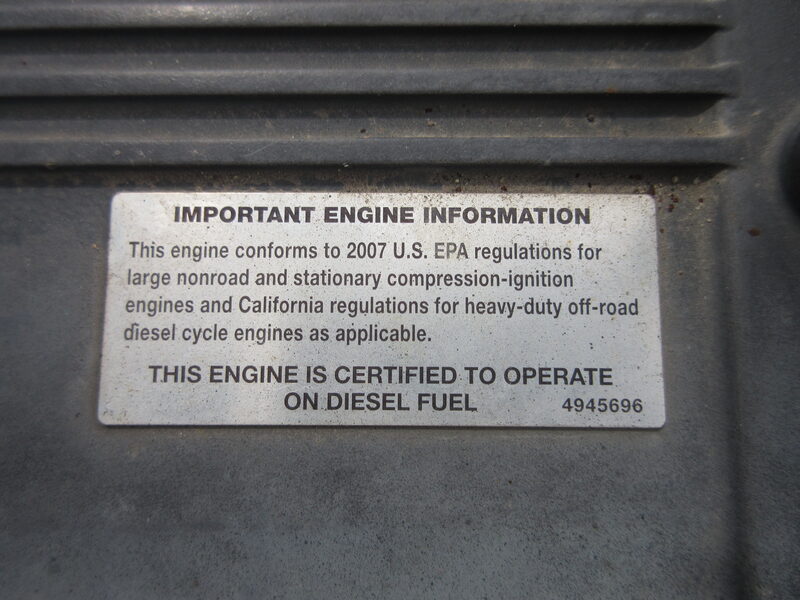 IMPORTANT ENGINE INFORMATION
This engine conforms to 2007 U.S. EPA regulations for
large nonroad and stationary compression-ignition
engines and California regulations for heavy-duty off-road
diesel cycle engines as applicable.
THIS ENGINE IS CERTIFIED TO OPERATE
ON DIESEL FUEL 4945696